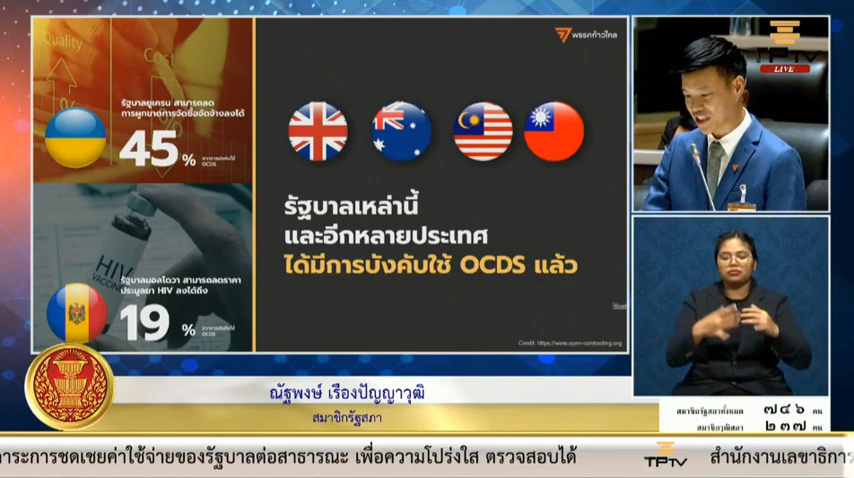 Quality
Cost
รัฐบาลยูเครน สามารถลด
การผูกขาดการจัดซื้อจัดจ้างลงได้
45 %
OCDS
HIV
VACCINE
รัฐบาลมอลโดวา สามารถลดราคา
ประมูลยา HIV ลงได้ถึง
19 %
OCDS
พรรคก้าวไกล
รัฐบาลเหล่านี้
และอีกหลายประเทศ
ได้มีการบังคับใช้ OCDS แล้ว
Credit: https://www.open-contracting.org
TPTV
LIVE
ณัฐพงษ์ เรืองปัญญาวุฒิ
สมาชิกรัฐสภา
สมาชิกรัฐสภาทั้งหมด ๗๔๖ คน
สมาชิกวุฒิสภา ๒๓๗ คน
าระการชดเชยค่าใช้จ่ายของรัฐบาลต่อสาธารณะ เพื่อความโปร่งใส ตรวจสอบได้ TPTV สำนักงานเลขาธิการ